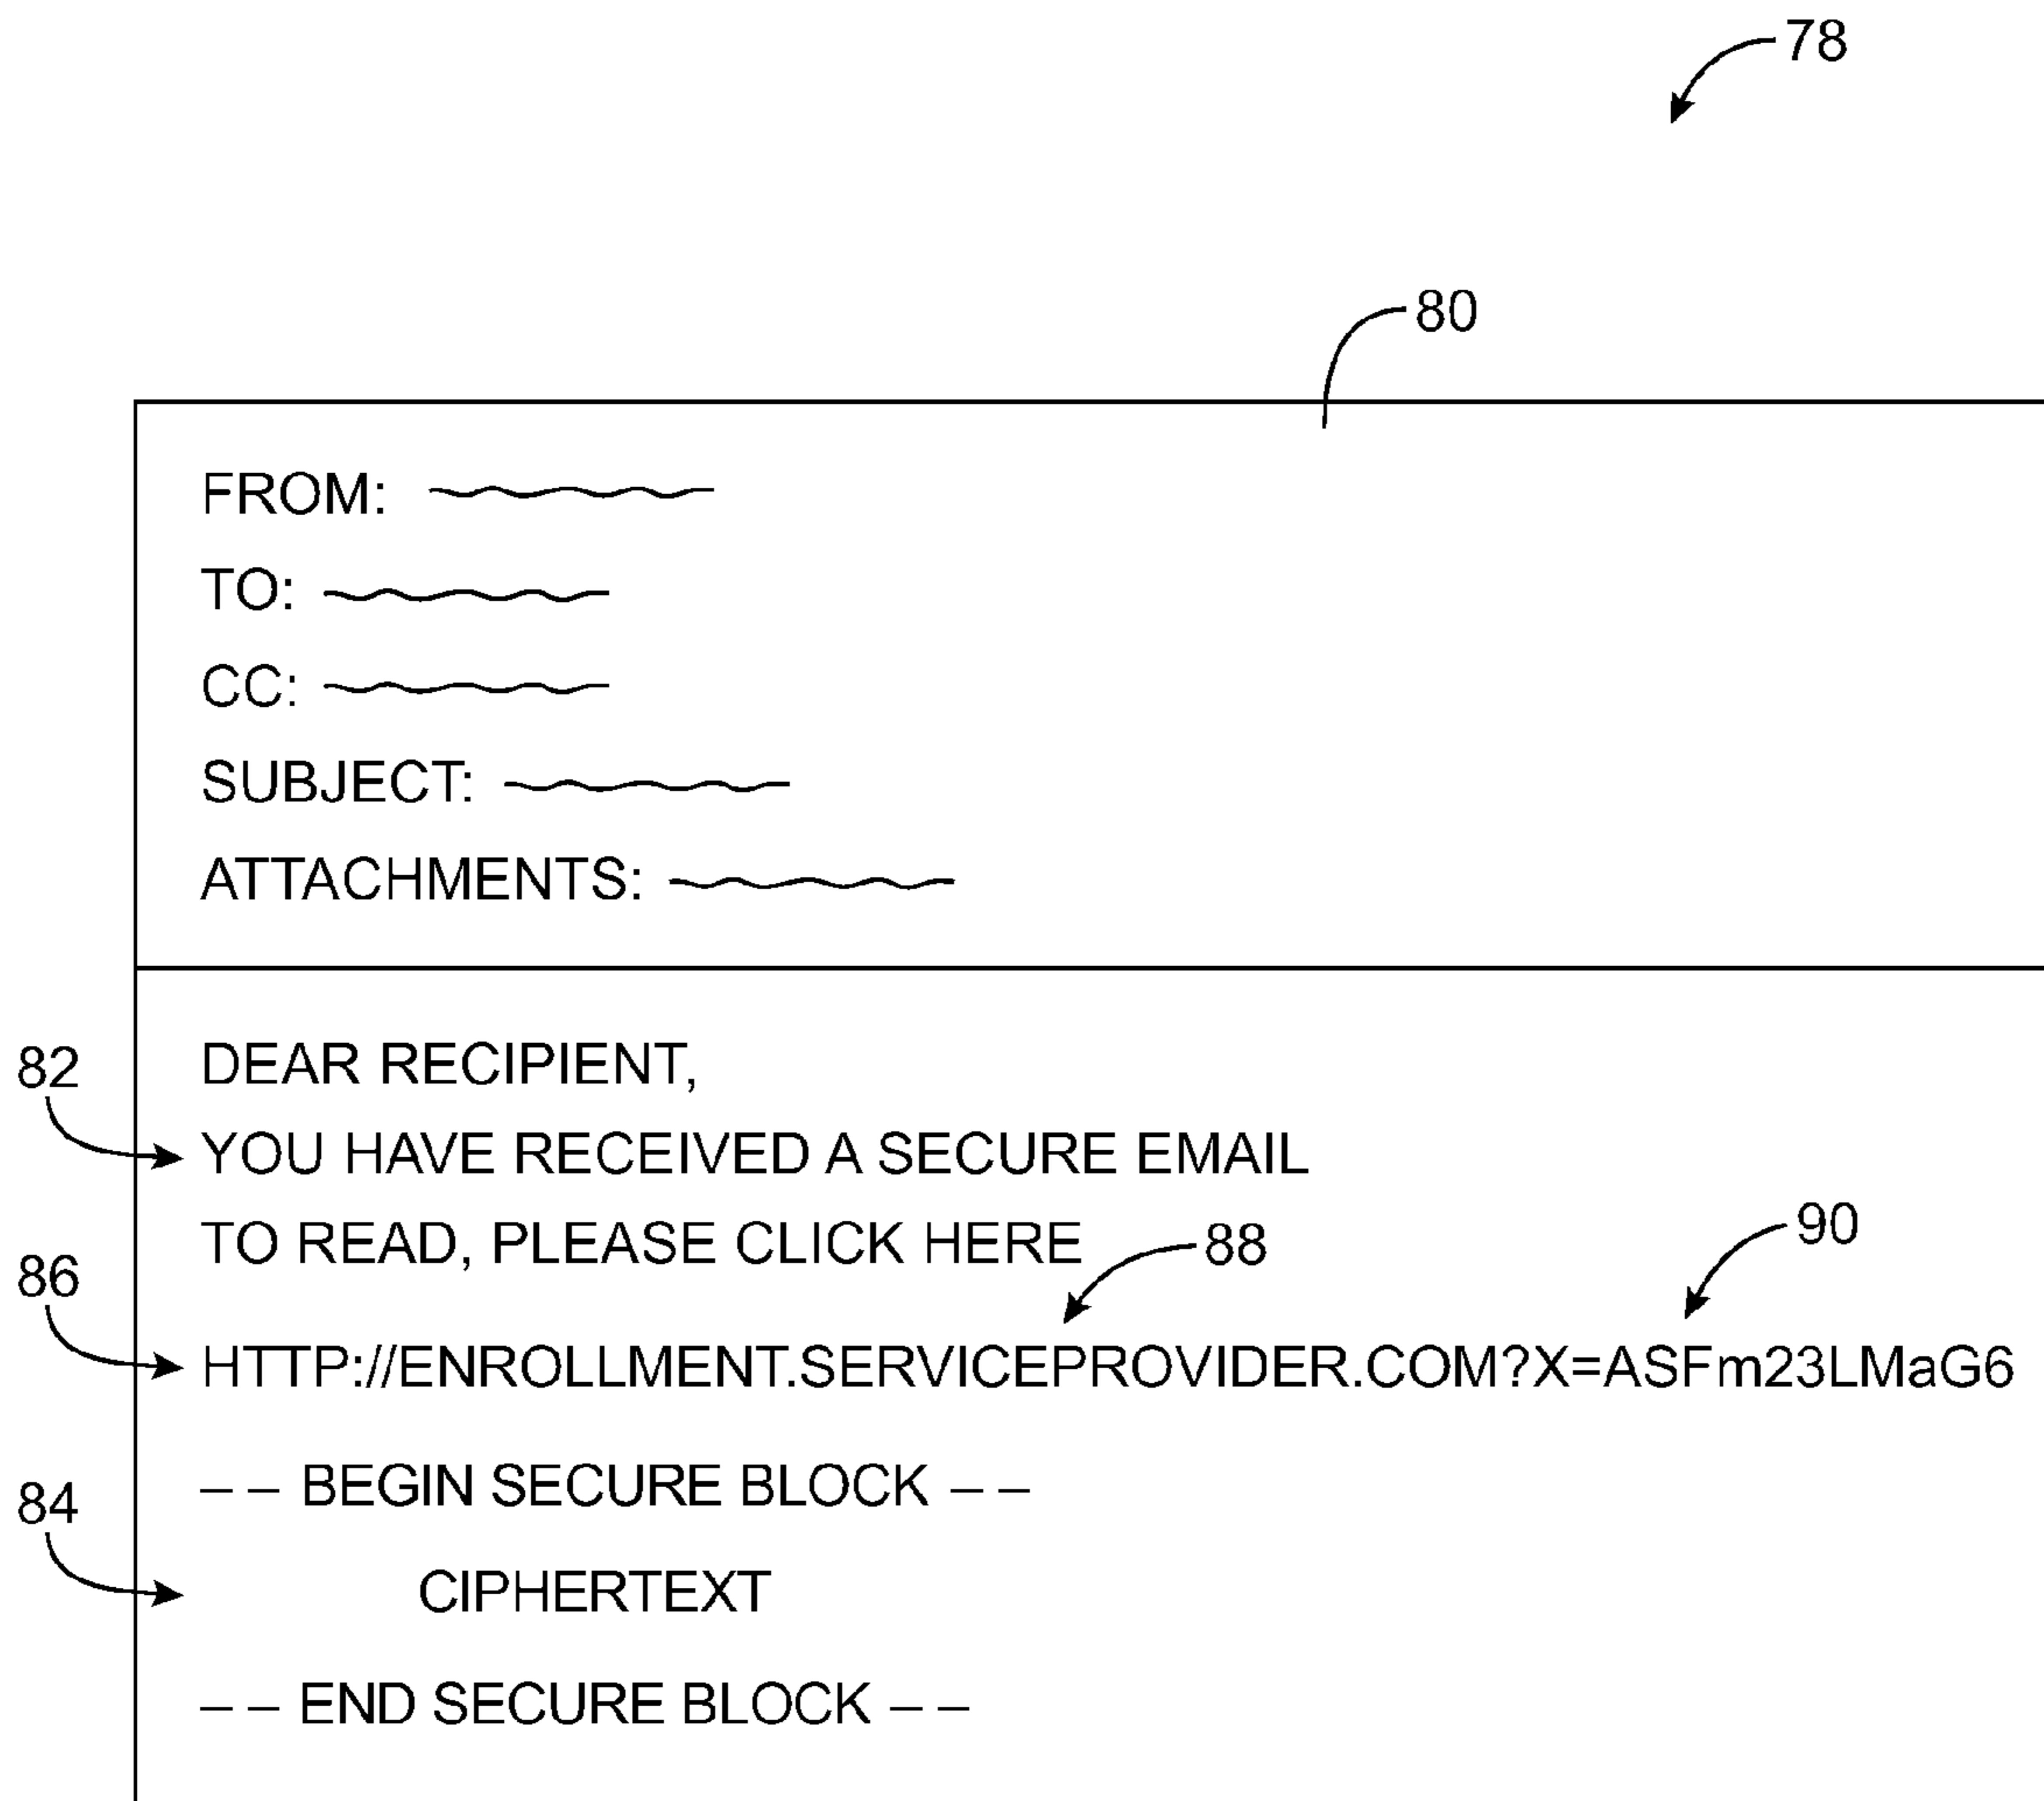 78
80
FROM:
TO:
CC:
SUBJECT:
ATTACHMENTS:
82
DEAR RECIPIENT,
YOU HAVE RECEIVED A SECURE EMAIL
TO READ, PLEASE CLICK HERE
88
90
86
HTTP://ENROLLMENT.SERVICEPROVIDER.COM?X=ASFm23LMaG6
-- BEGIN SECURE BLOCK --
84
CIPHERTEXT
-- END SECURE BLOCK --